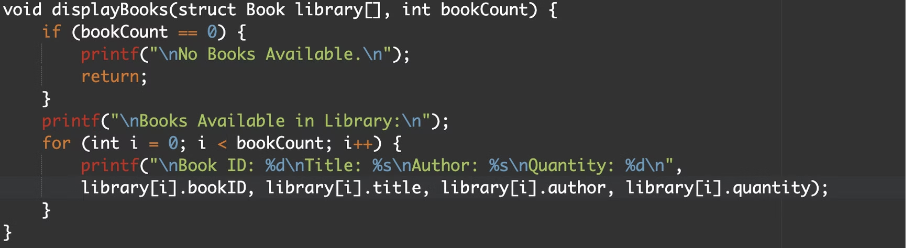 void displayBooks(struct Book library[], int bookCount) {
    if (bookCount == 0) {
        printf("\nNo Books Available.\n");
        return;
    }
    printf("\nBooks Available in Library:\n");
    for (int i = 0; i < bookCount; i++) {
        printf("\nBook ID: %d\nTitle: %s\nAuthor: %s\nQuantity: %d\n",
        library[i].bookID, library[i].title, library[i].author, library[i].quantity);
    }
}